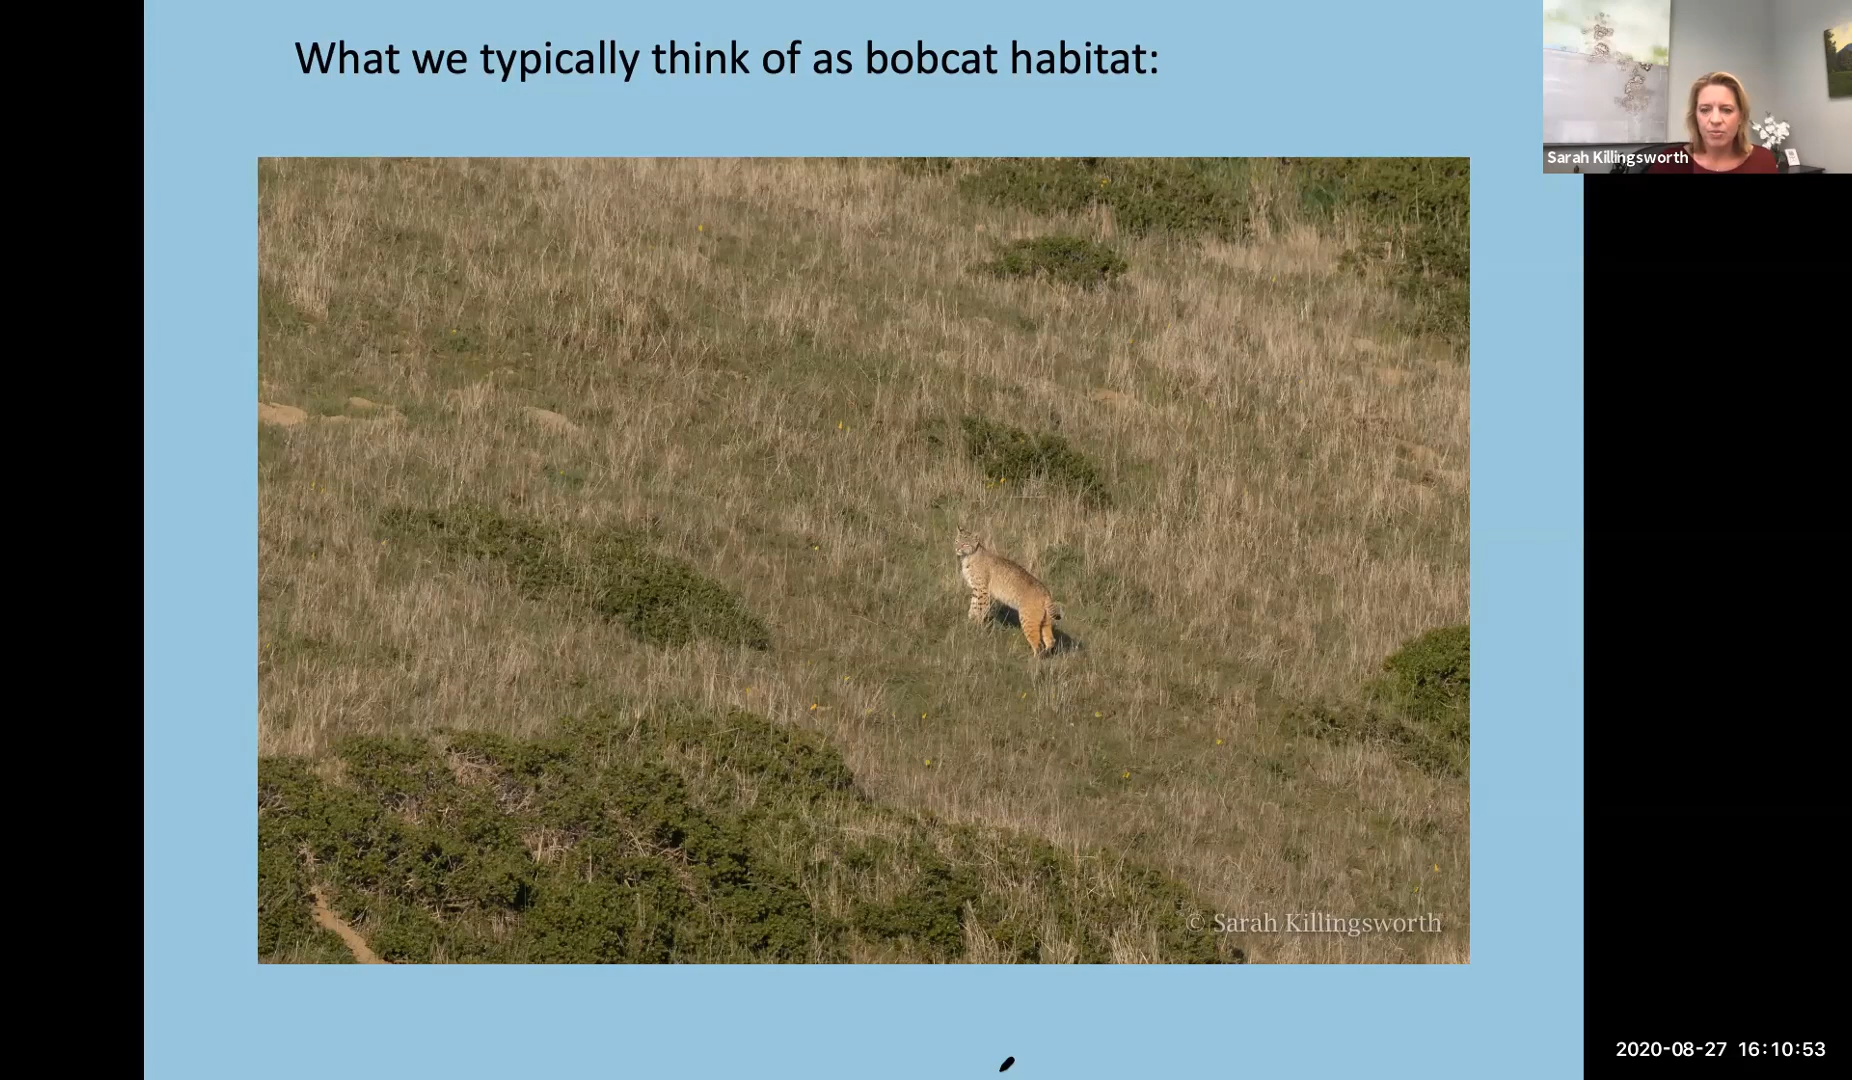 What we typically think of as bobcat habitat:
Sarah Killingsworth
© Sarah Killingsworth
2020-08-27 16:10:53